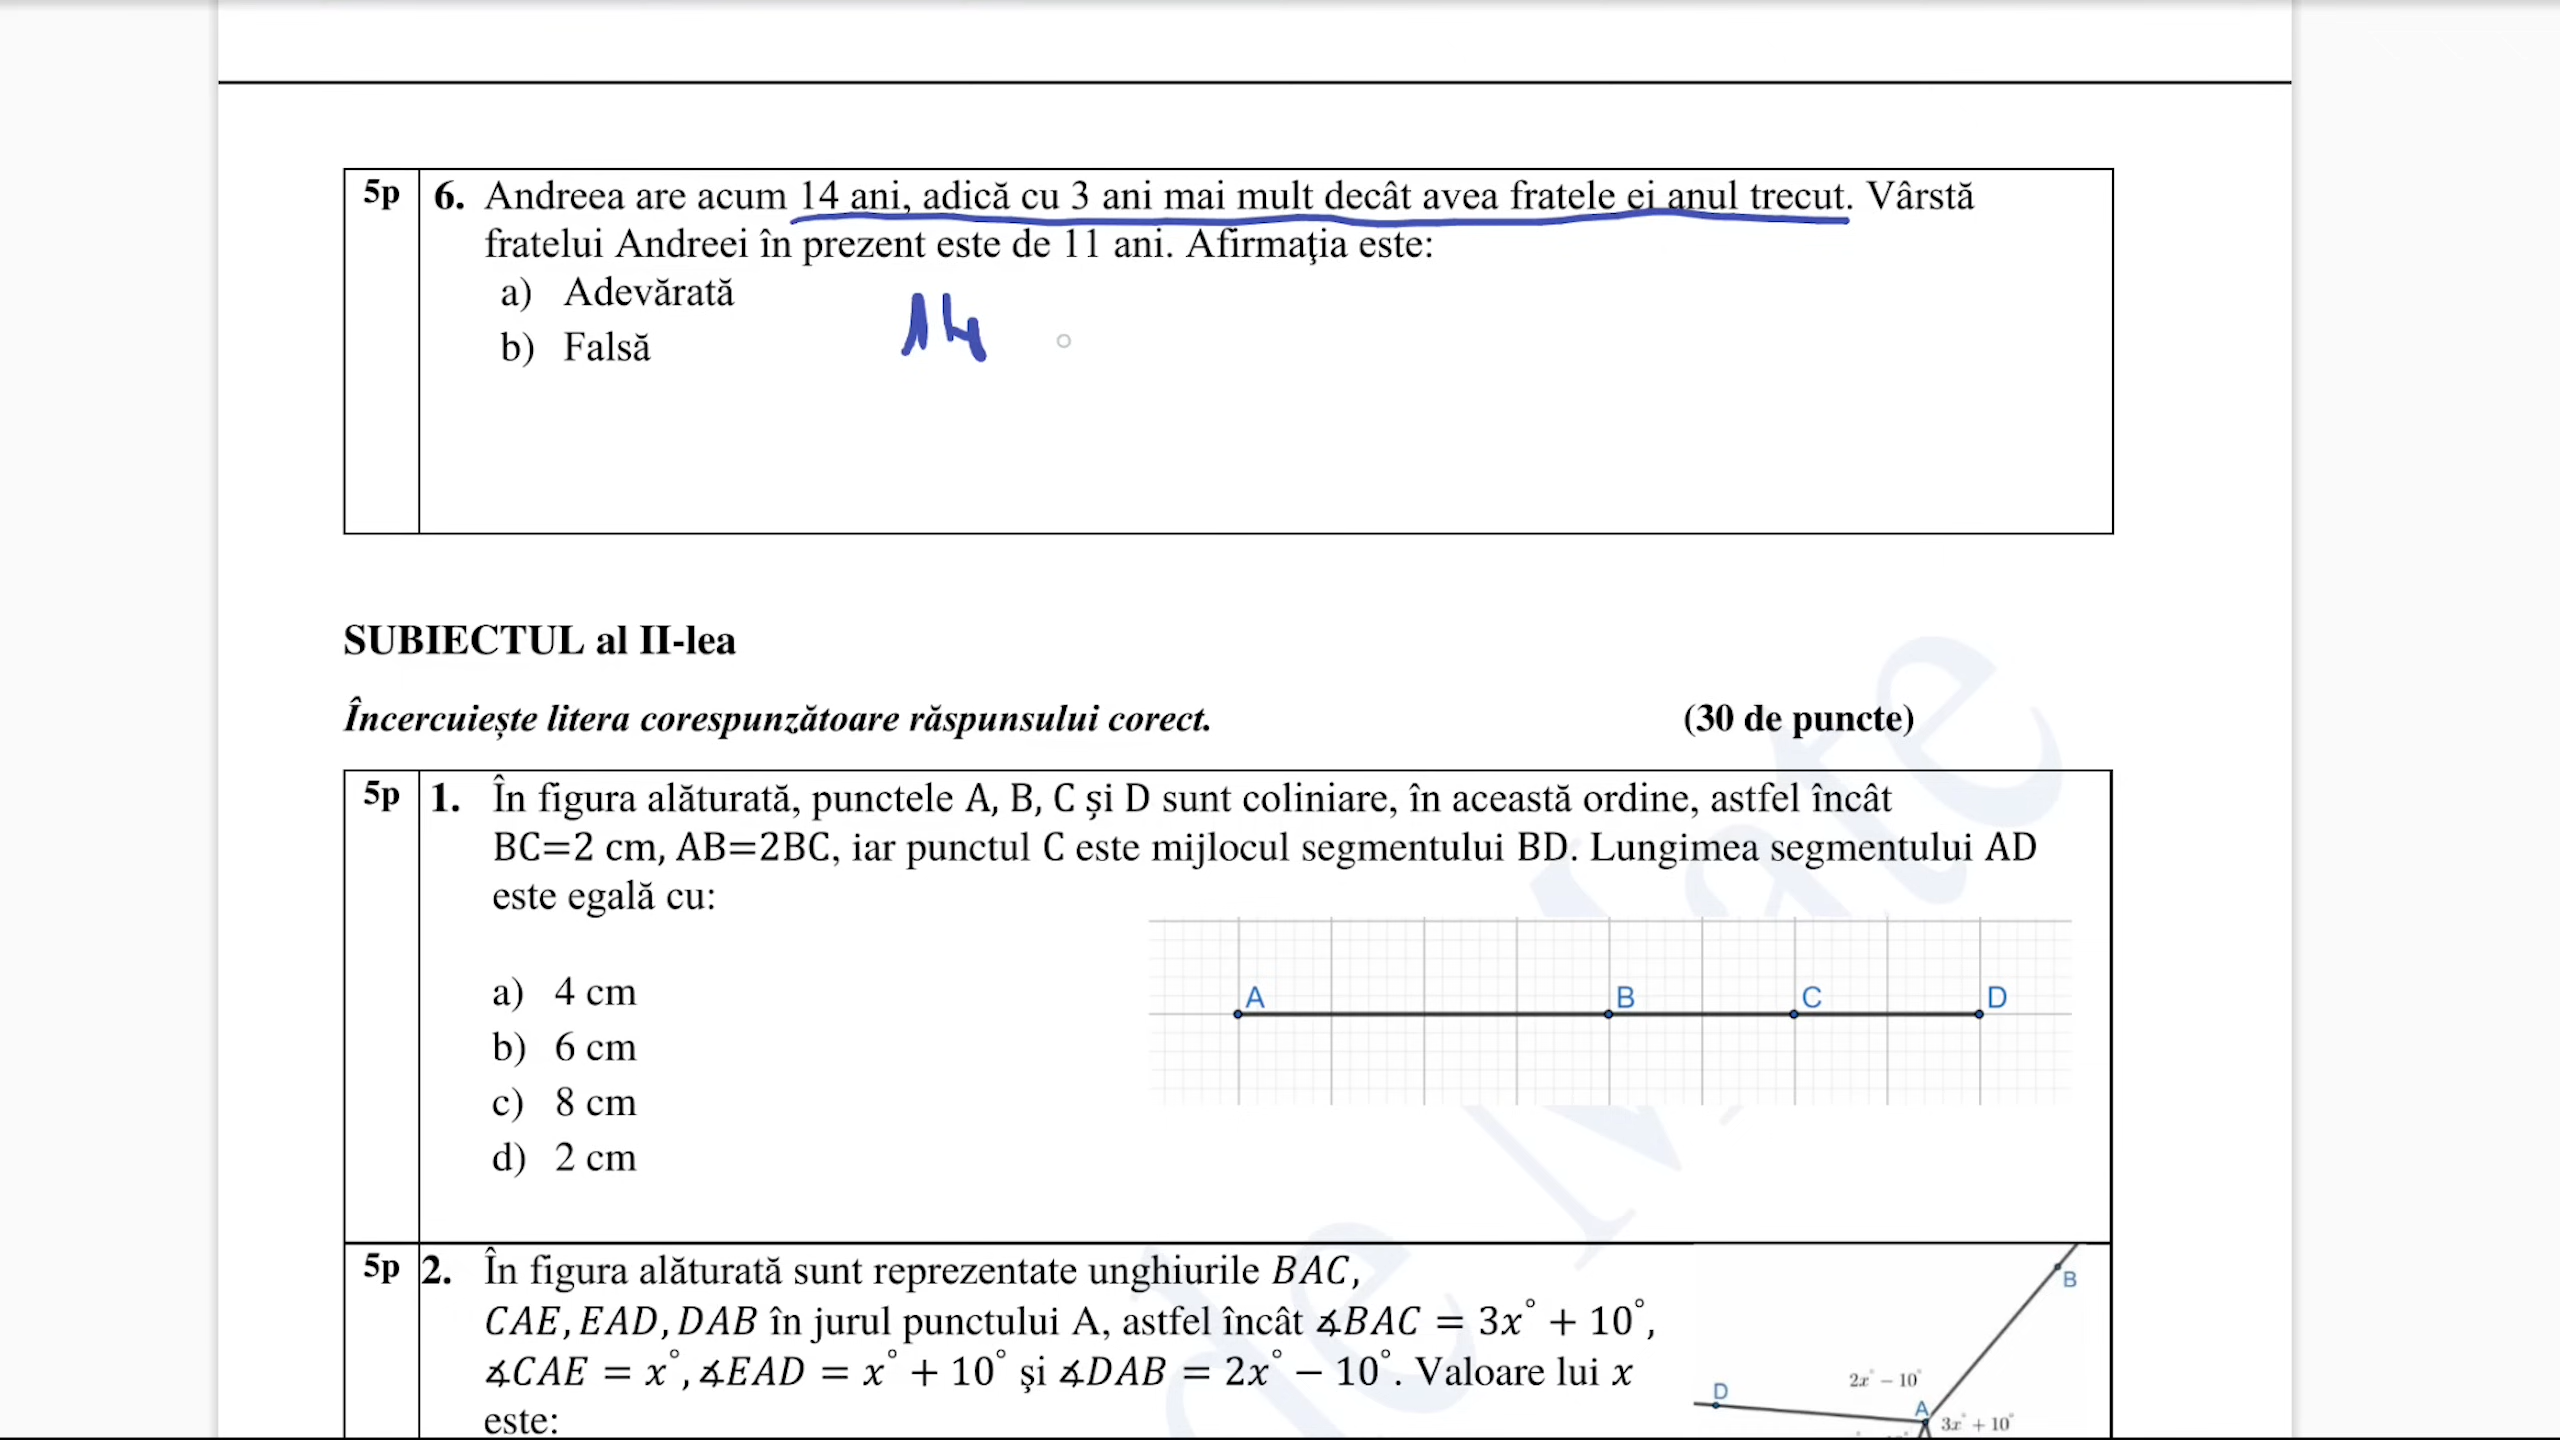 5p 6. Andreea are acum 14 ani, adică cu 3 ani mai mult decât avea fratele ei anul trecut. Vârstă
fratelui Andreei în prezent este de 11 ani. Afirmaţia este:
a) Adevărată
b) Falsă
14
SUBIECTUL al II-lea
Încercuiește litera corespunzătoare răspunsului corect. (30 de puncte)
5p 1. În figura alăturată, punctele A, B, C și D sunt coliniare, în această ordine, astfel încât
BC=2 cm, AB=2BC, iar punctul C este mijlocul segmentului BD. Lungimea segmentului AD
este egală cu:
A B C D
a) 4 cm
b) 6 cm
c) 8 cm
d) 2 cm
5p 2. În figura alăturată sunt reprezentate unghiurile BAC,
CAE, EAD, DAB în jurul punctului A, astfel încât ∡BAC = 3x° + 10°,
∡CAE = x°, ∡EAD = x° + 10° şi ∡DAB = 2x° − 10°. Valoare lui x
este:
B
2x° − 10°
D
A
3x° + 10°
de Mate